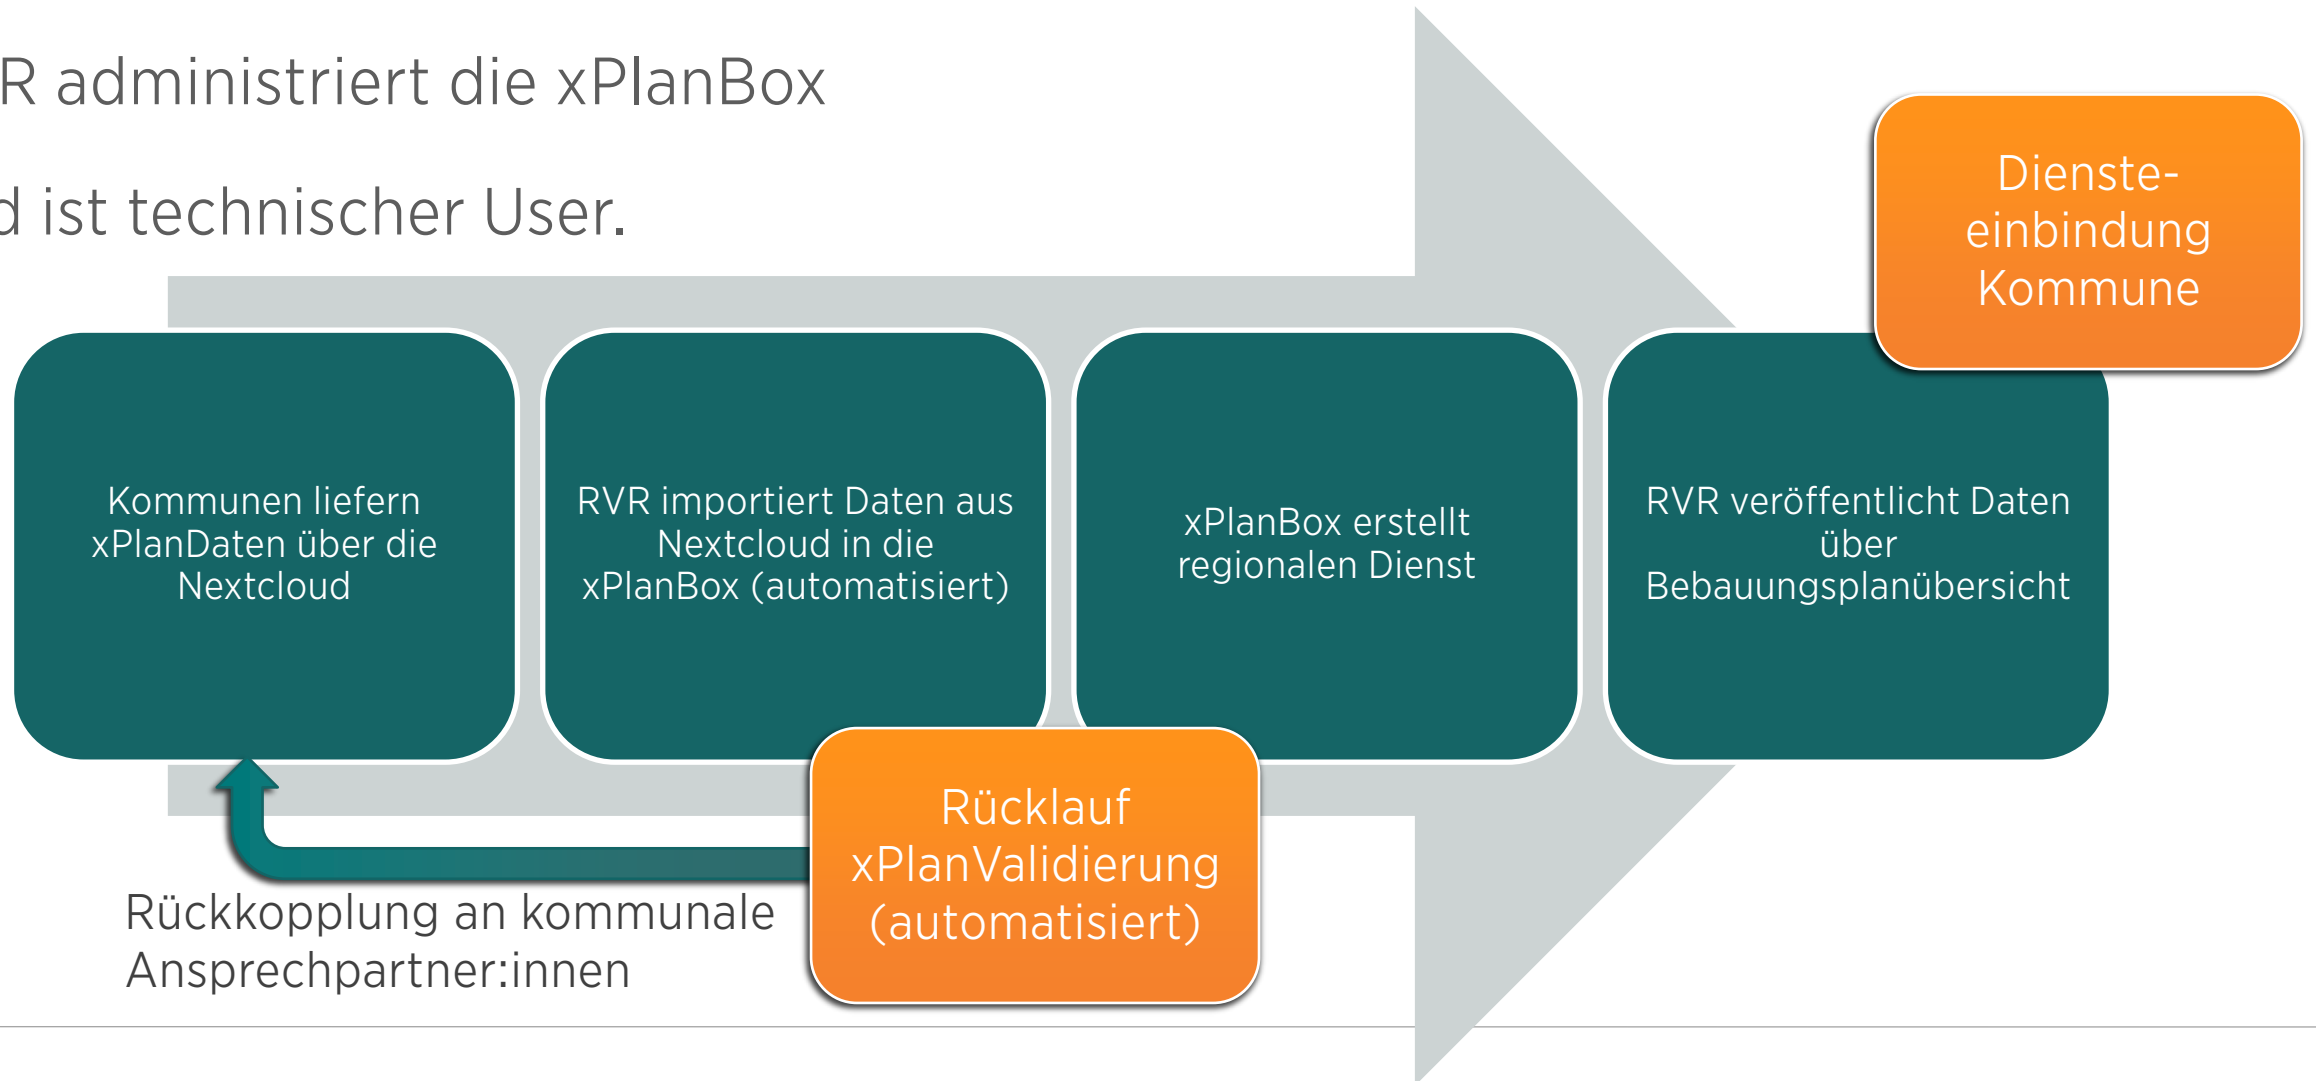 R administriert die xPlanBox
d ist technischer User.
Dienste-
einbindung
Kommune
Kommunen liefern
xPlanDaten über die
Nextcloud
RVR importiert Daten aus
Nextcloud in die
xPlanBox (automatisiert)
xPlanBox erstellt
regionalen Dienst
RVR veröffentlicht Daten
über
Bebauungsplanübersicht
Rücklauf
xPlanValidierung
(automatisiert)
Rückkopplung an kommunale
Ansprechpartner:innen